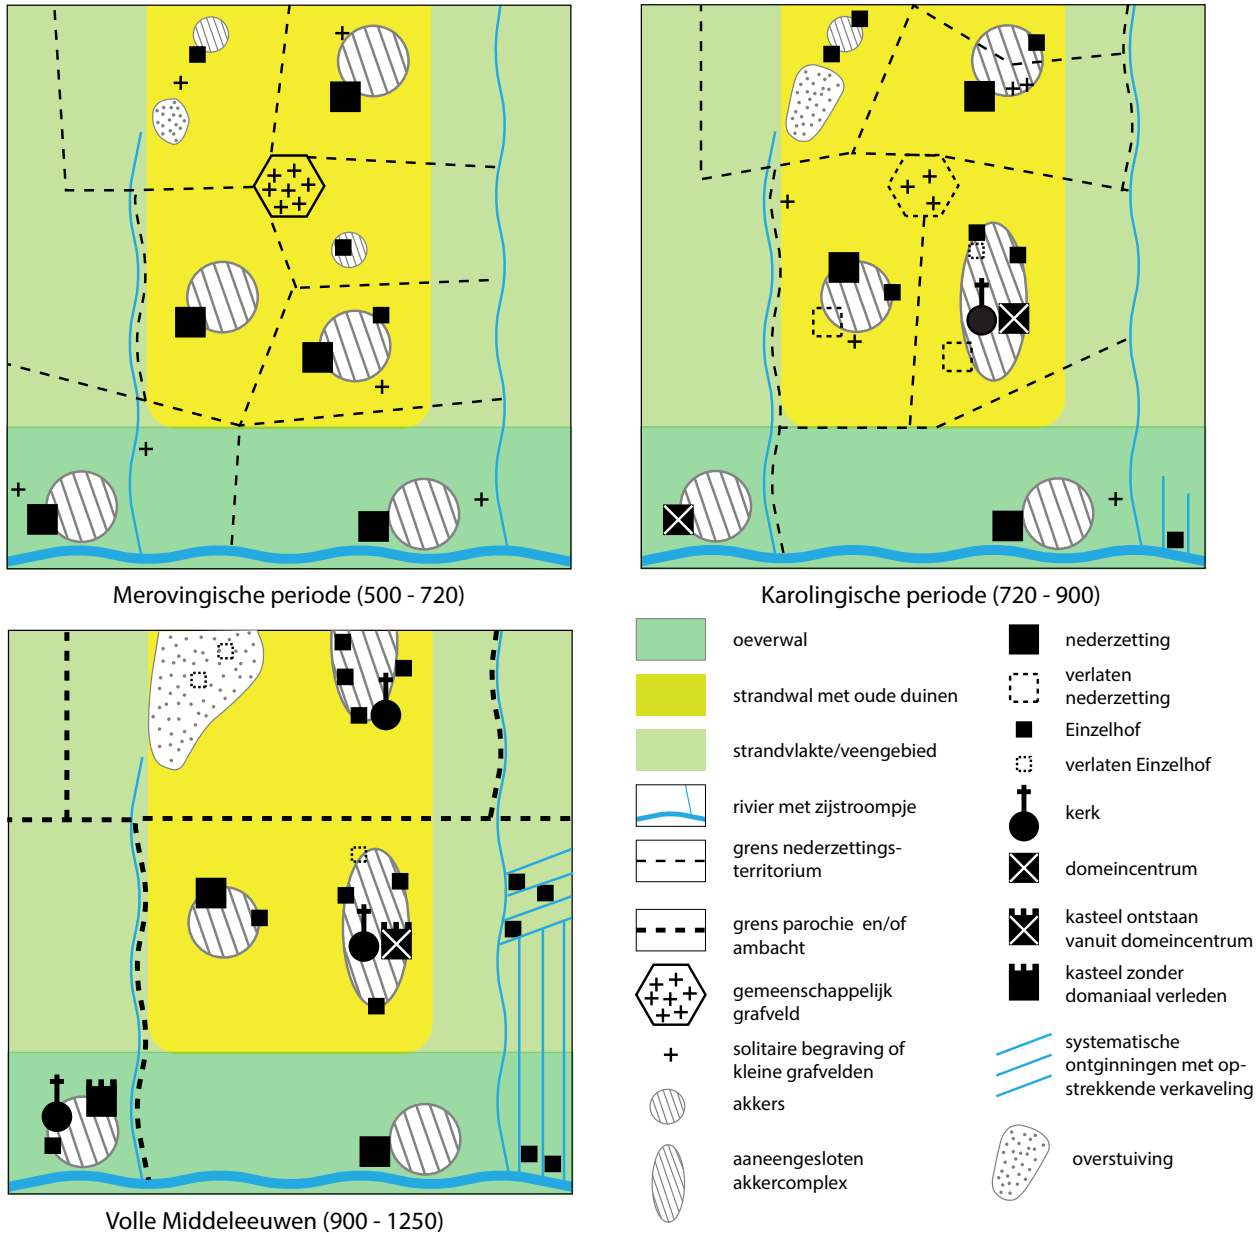 Merovingische periode (500 - 720)
Karolingische periode (720 - 900)
Volle Middeleeuwen (900 - 1250)
oeverwal
strandwal met oude duinen
strandvlakte/veengebied
rivier met zijstroompje
grens nederzettings-
territorium
grens parochie en/of
ambacht
gemeenschappelijk
grafveld
solitaire begraving of
kleine grafvelden
akkers
aaneengesloten
akkercomplex
nederzetting
verlaten
nederzetting
Einzelhof
verlaten Einzelhof
kerk
domeincentrum
kasteel ontstaan
vanuit domeincentrum
kasteel zonder
domaniaal verleden
systematische
ontginningen met op-
strekkende verkaveling
overstuiving